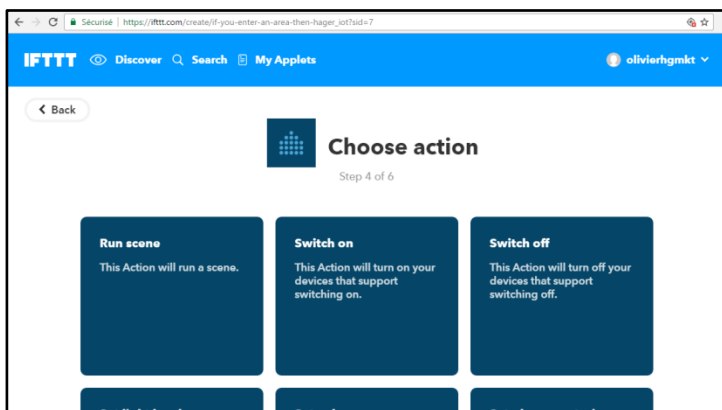 Sécurisé | https://ifttt.com/create/if-you-enter-an-area-then-hager_iot?sid=7
IFTTT Discover Search My Applets olivierhgmkt
Back
Choose action
Step 4 of 6
Run scene
This Action will run a scene.
Switch on
This Action will turn on your
devices that support
switching on.
Switch off
This Action will turn off your
devices that support
switching off.